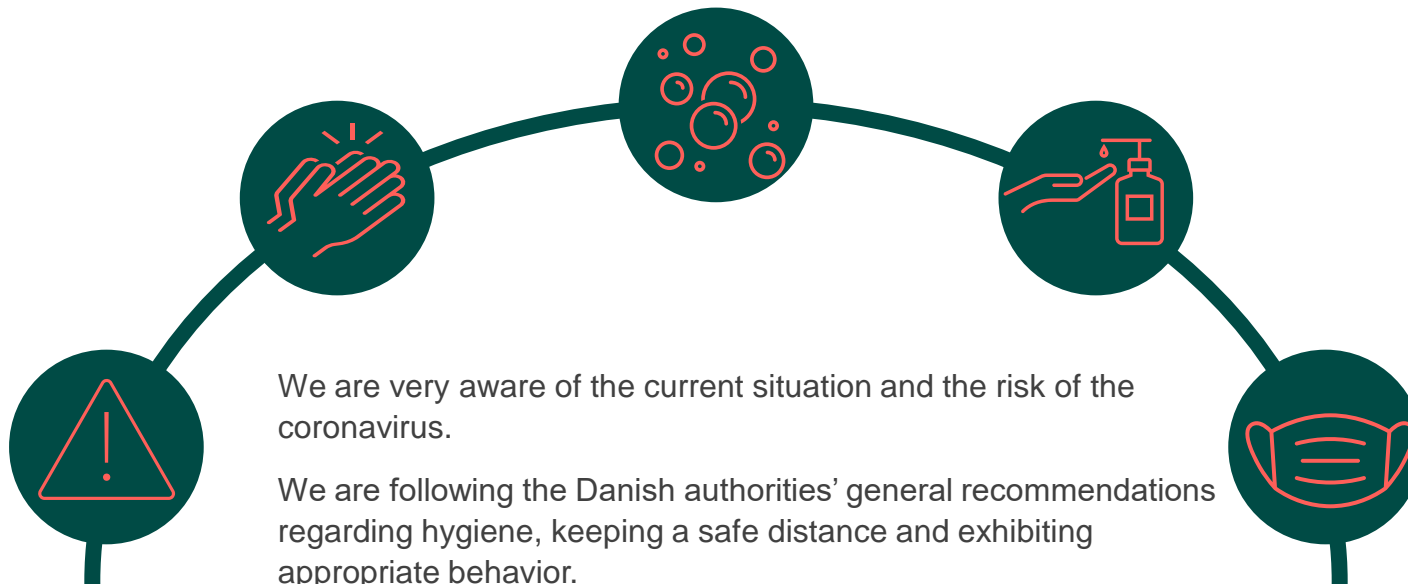 We are very aware of the current situation and the risk of the
coronavirus.
We are following the Danish authorities’ general recommendations
regarding hygiene, keeping a safe distance and exhibiting
appropriate behavior.